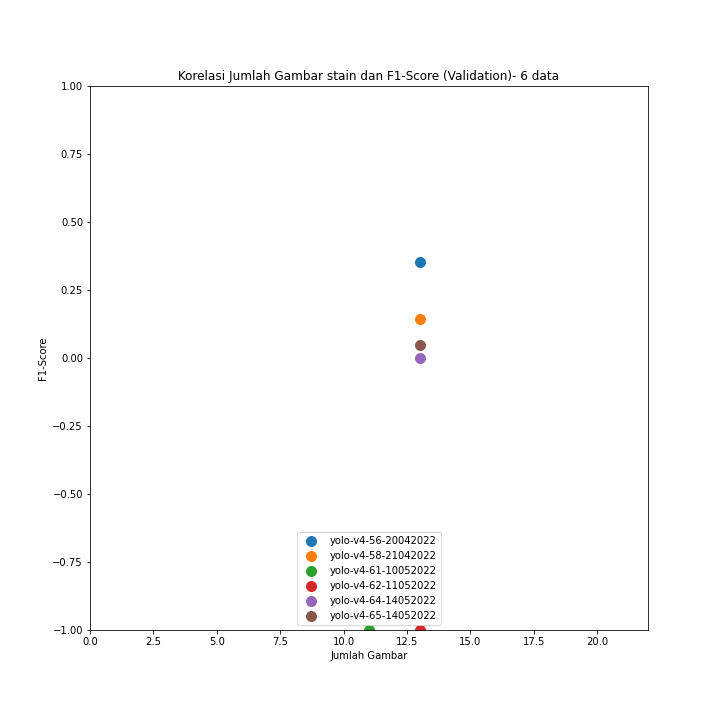 Korelasi Jumlah Gambar stain dan F1-Score (Validation)- 6 data
1.00
0.75
0.50
0.25
0.00
−0.25
−0.50
−0.75
−1.00
F1-Score
yolo-v4-56-20042022
yolo-v4-58-21042022
yolo-v4-61-10052022
yolo-v4-62-11052022
yolo-v4-64-14052022
yolo-v4-65-14052022
0.0 2.5 5.0 7.5 10.0 12.5 15.0 17.5 20.0
Jumlah Gambar